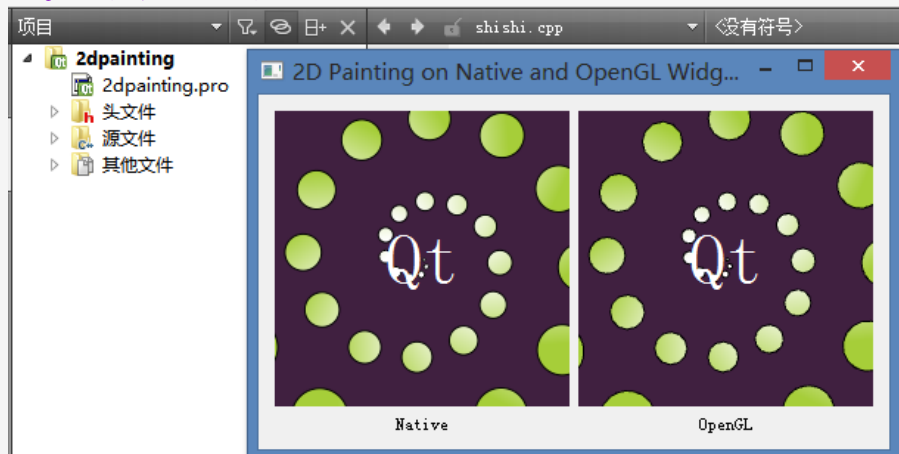 项目
shishi.cpp
<没有符号>
2dpainting
2dpainting.pro
头文件
源文件
其他文件
2D Painting on Native and OpenGL Widg...
Qt
Qt
Native
OpenGL